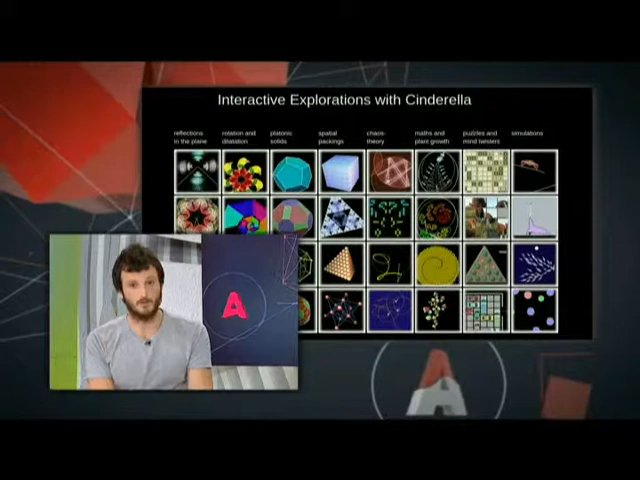 Interactive Explorations with Cinderella
reflections rotation and platonic spatial chaos- maths and puzzles and simulations
in the plane dilatation solids packings theory plant growth mind benders
A
A